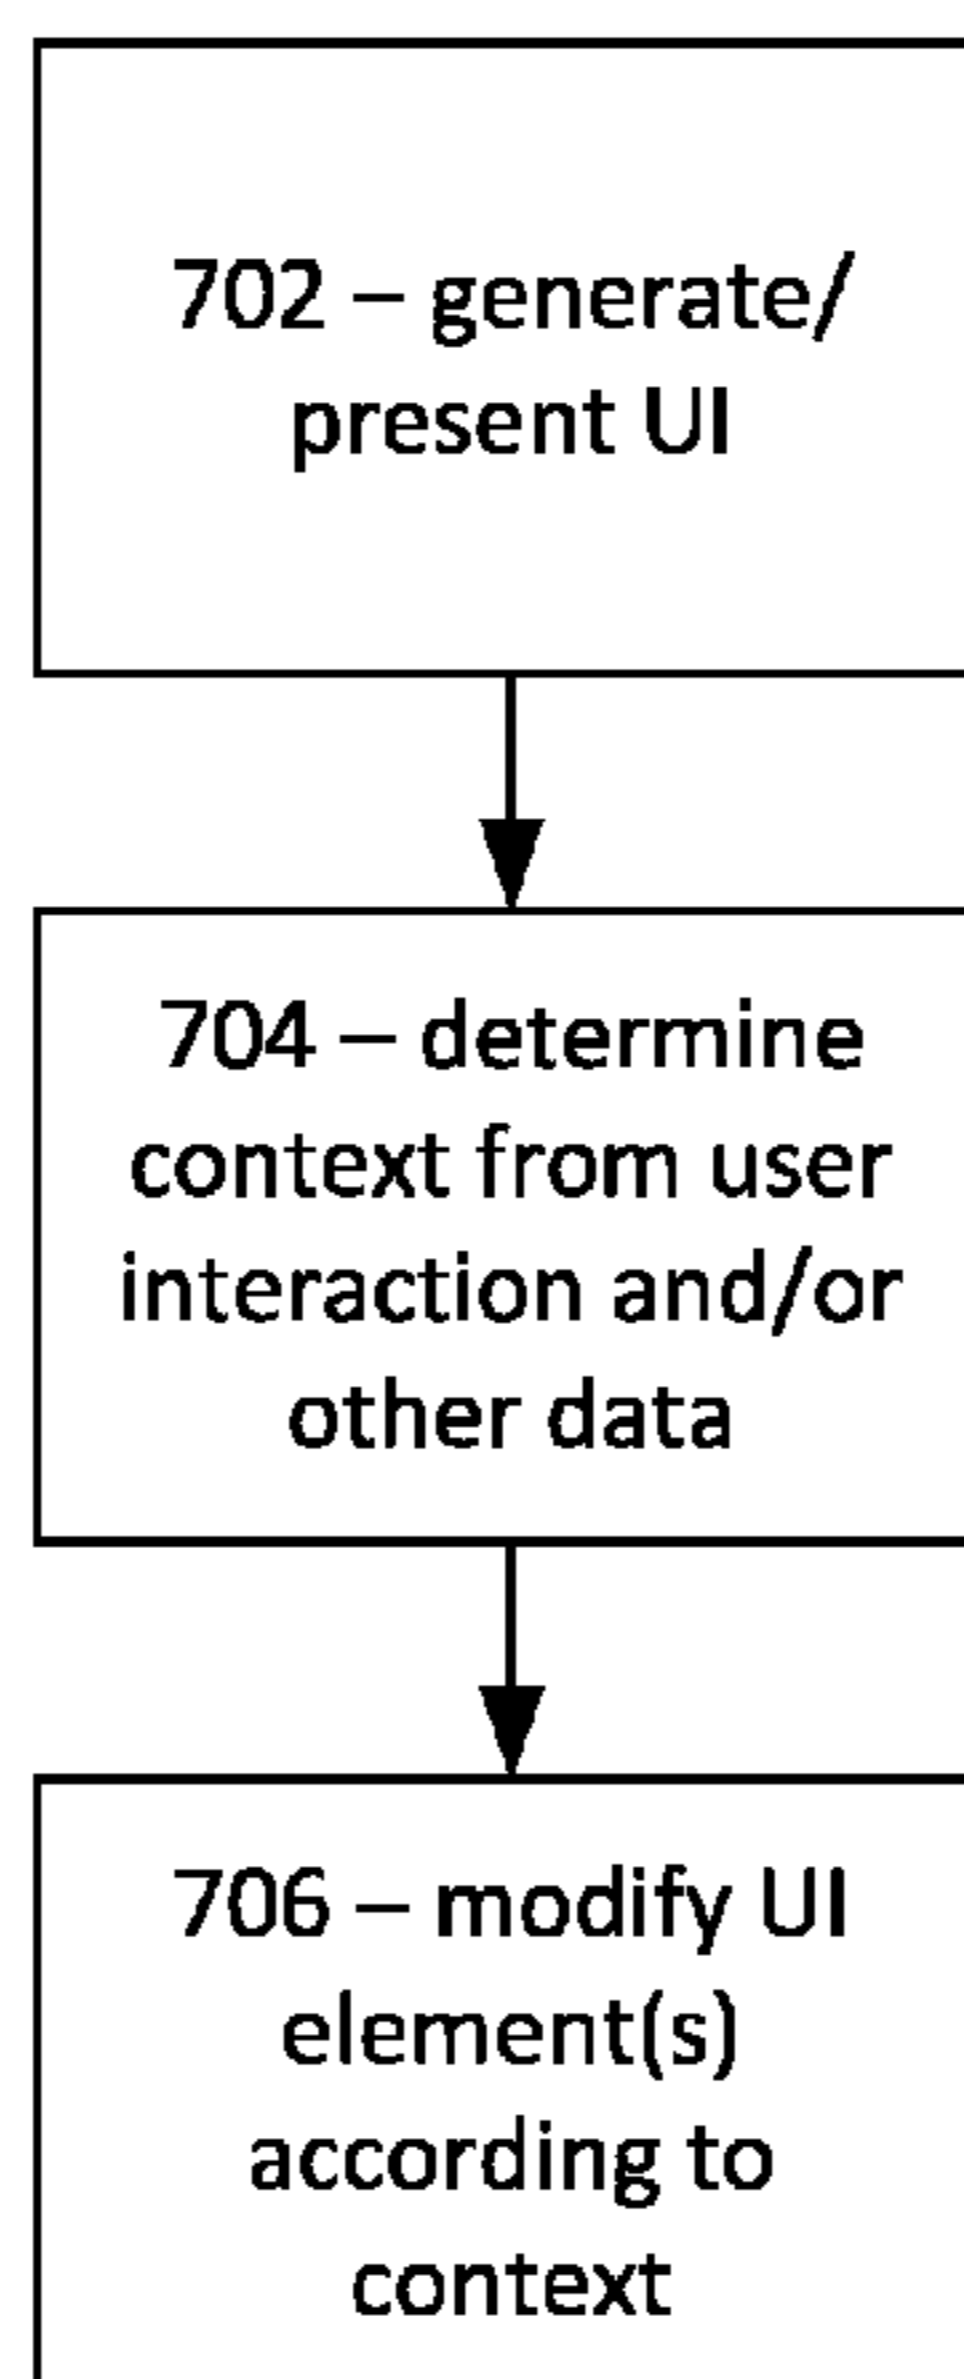 702 – generate/
present UI
704 – determine
context from user
interaction and/or
other data
706 – modify UI
element(s)
according to
context